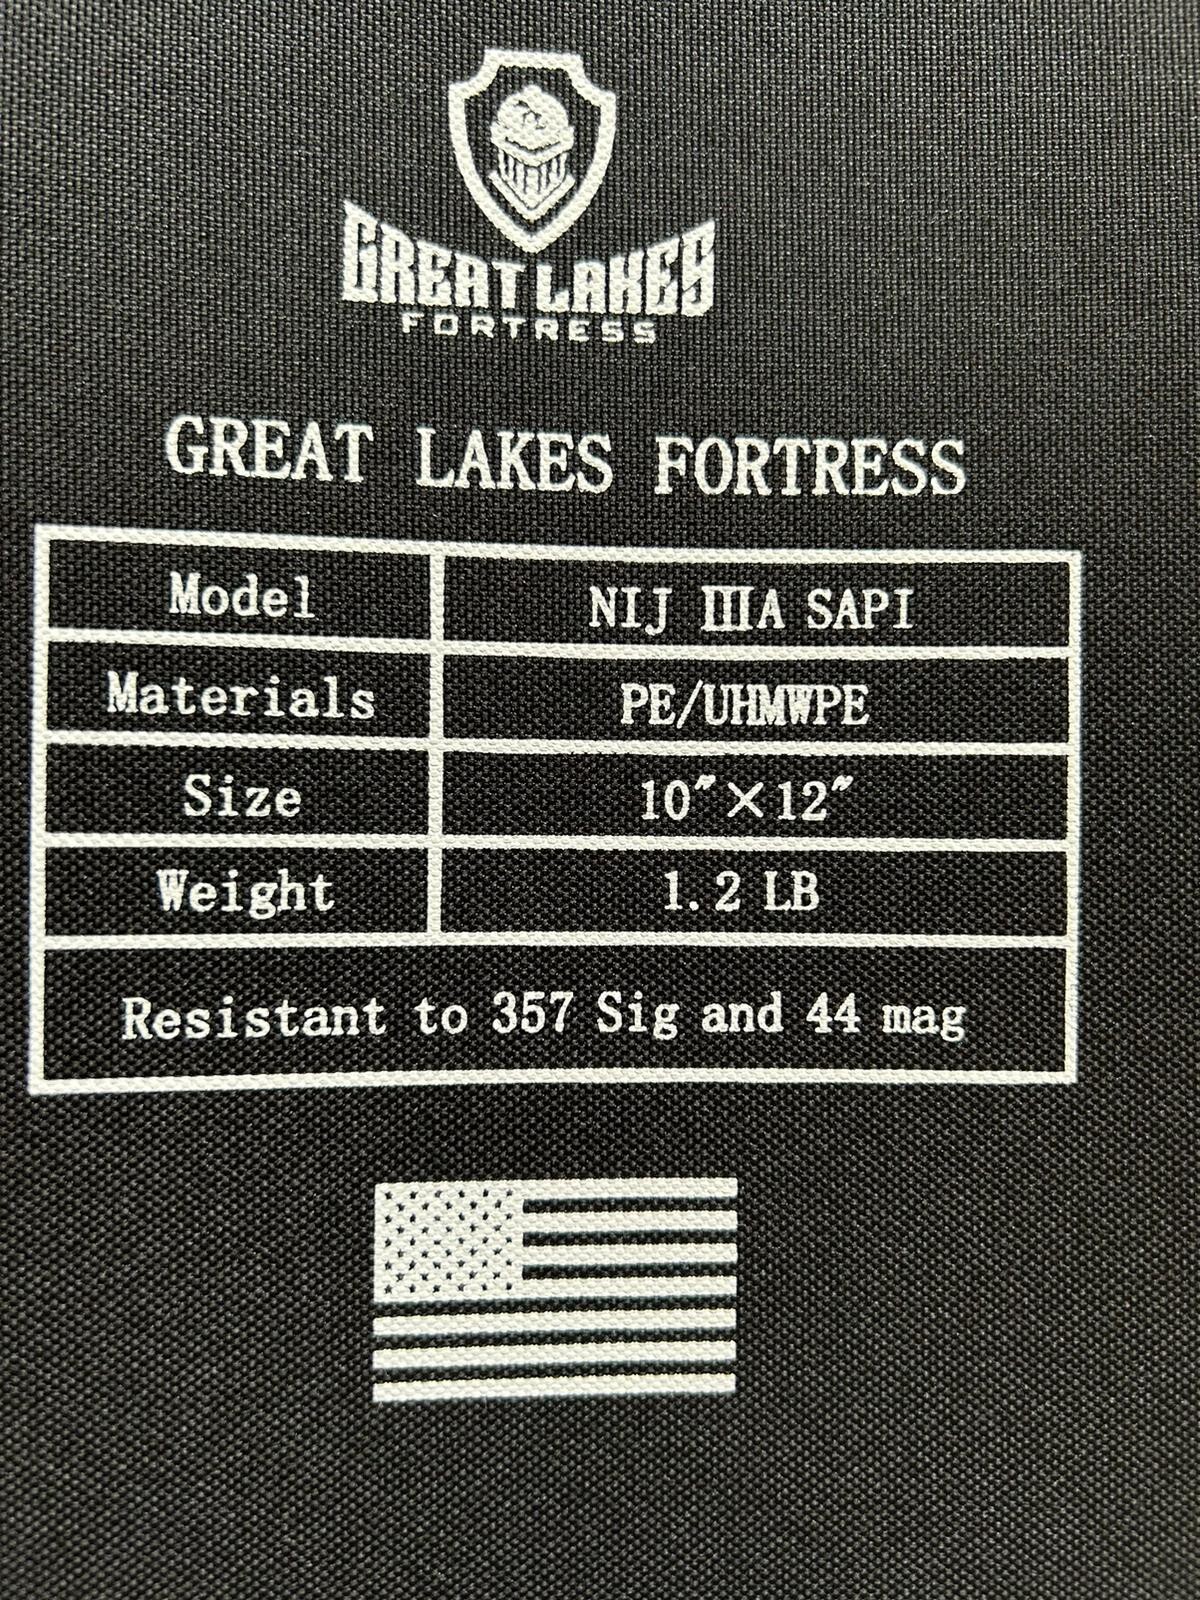 GREAT LAKES
FORTRESS
GREAT LAKES FORTRESS
Model NIJ ⅢA SAPI
Materials PE/UHMWPE
Size 10″×12″
Weight 1.2 LB
Resistant to 357 Sig and 44 mag